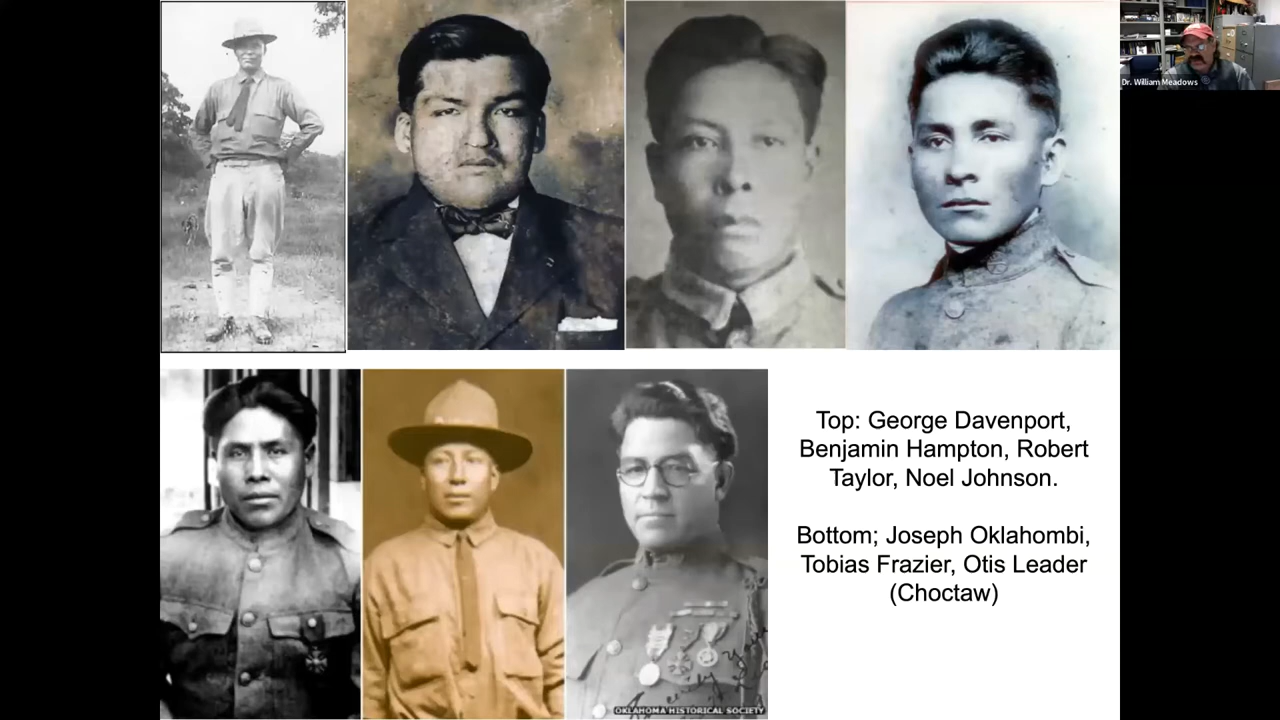 Dr. William Meadows
Top: George Davenport,
Benjamin Hampton, Robert
Taylor, Noel Johnson.
Bottom; Joseph Oklahombi,
Tobias Frazier, Otis Leader
(Choctaw)
OKLAHOMA HISTORICAL SOCIETY